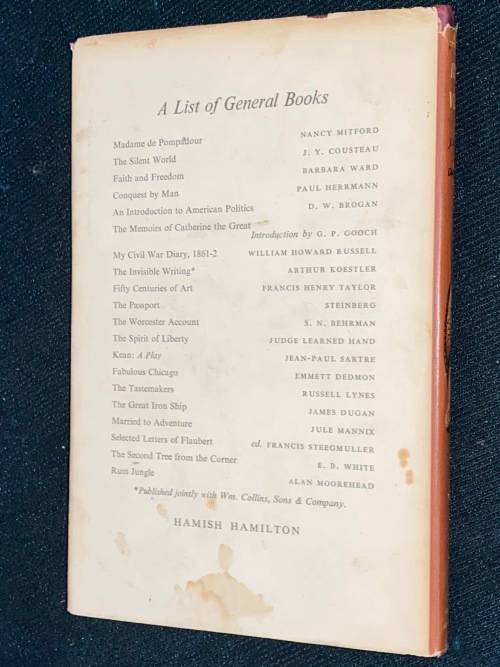 A List of General Books
Madame de Pompadour NANCY MITFORD
The Silent World J. Y. COUSTEAU
Faith and Freedom BARBARA WARD
Conquest by Man PAUL HERRMANN
An Introduction to American Politics D. W. BROGAN
The Memoirs of Catherine the Great
Introduction by G. P. GOOCH
My Civil War Diary, 1861-2 WILLIAM HOWARD RUSSELL
The Invisible Writing* ARTHUR KOESTLER
Fifty Centuries of Art FRANCIS HENRY TAYLOR
The Passport STEINBERG
The Worcester Account S. N. BEHRMAN
The Spirit of Liberty JUDGE LEARNED HAND
Kean: A Play JEAN-PAUL SARTRE
Fabulous Chicago EMMETT DEDMON
The Tastemakers RUSSELL LYNES
The Great Iron Ship JAMES DUGAN
Married to Adventure JULE MANNIX
Selected Letters of Flaubert ed. FRANCIS STEEGMULLER
The Second Tree from the Corner E. B. WHITE
Rum Jungle ALAN MOOREHEAD
*Published jointly with Wm. Collins, Sons & Company.
HAMISH HAMILTON